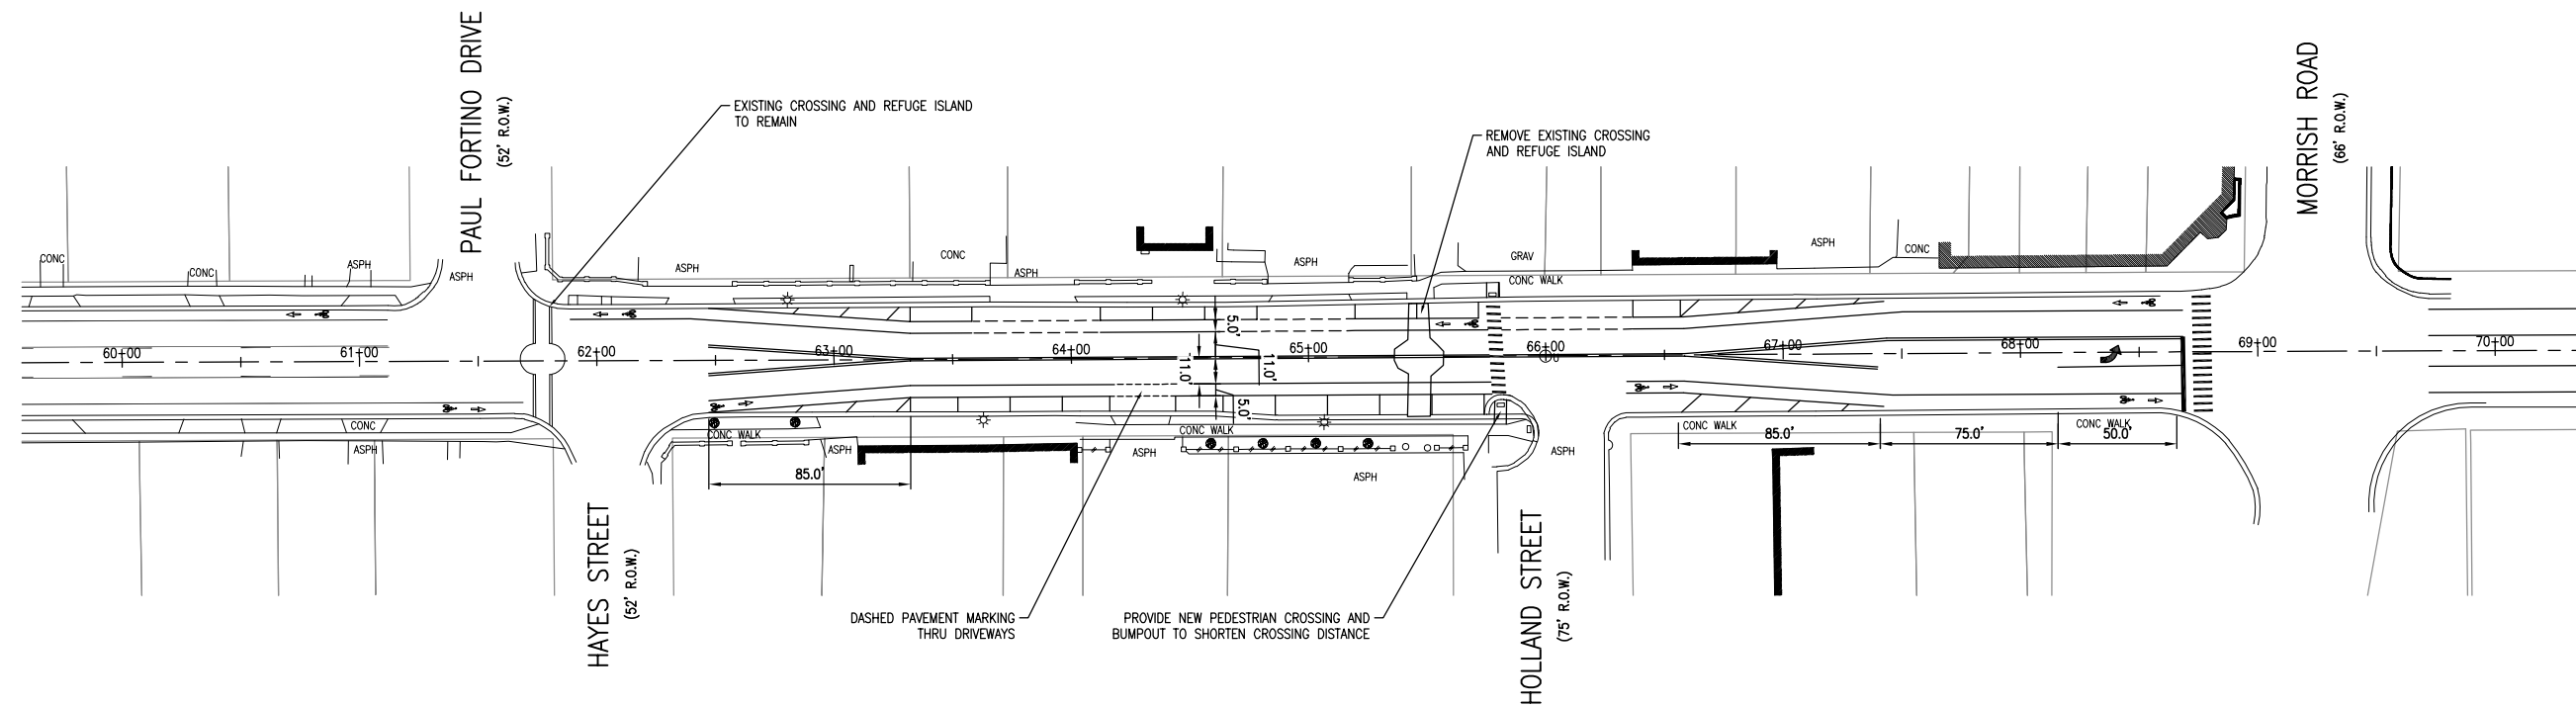 PAUL FORTINO DRIVE
(52' R.O.W.)
EXISTING CROSSING AND REFUGE ISLAND
TO REMAIN
REMOVE EXISTING CROSSING
AND REFUGE ISLAND
MORRISH ROAD
(66' R.O.W.)
CONC
CONC
ASPH
ASPH
ASPH
CONC
ASPH
ASPH
GRAV
CONC WALK
ASPH
CONC
60+00
61+00
62+00
63+00
64+00
65+00
66+00
67+00
68+00
69+00
70+00
5.0'
11.0'
11.0'
5.0'
CONC
ASPH
CONC WALK
ASPH
ASPH
CONC WALK
ASPH
ASPH
CONC WALK
CONC WALK
85.0'
85.0'
75.0'
50.0'
HAYES STREET
(52' R.O.W.)
DASHED PAVEMENT MARKING
THRU DRIVEWAYS
PROVIDE NEW PEDESTRIAN CROSSING AND
BUMPOUT TO SHORTEN CROSSING DISTANCE
HOLLAND STREET
(75' R.O.W.)